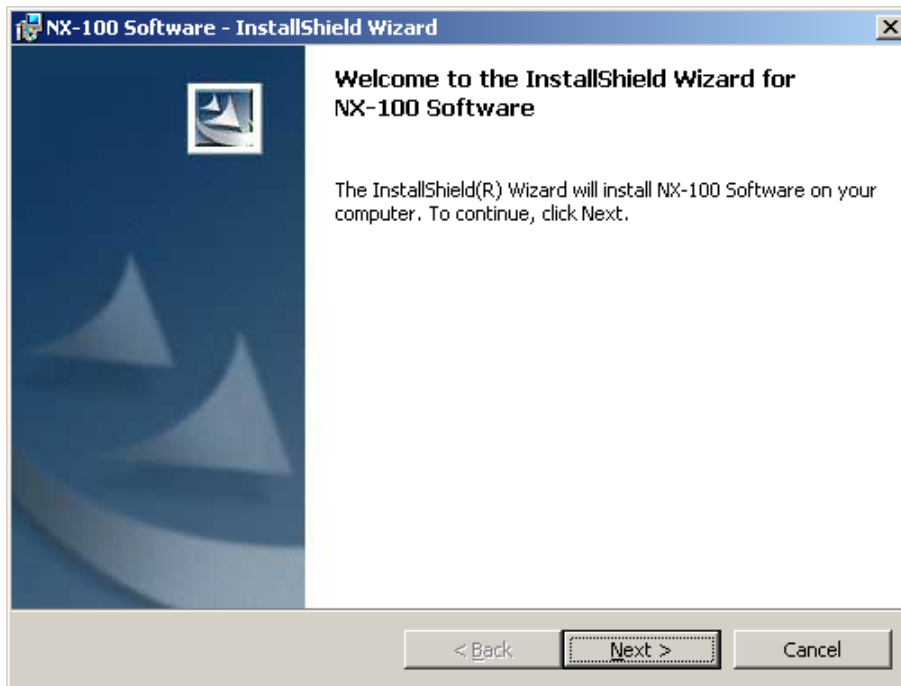 NX-100 Software - InstallShield Wizard
Welcome to the InstallShield Wizard for
NX-100 Software
The InstallShield(R) Wizard will install NX-100 Software on your
computer. To continue, click Next.
< Back
Next >
Cancel